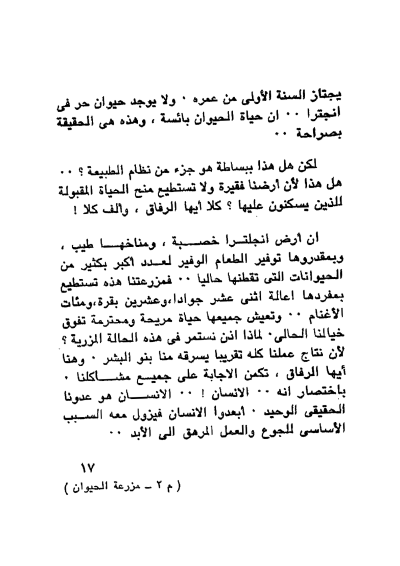 يجتاز السنة الأولى من عمره ٠ ولا يوجد حيوان حر فى
انجترا ٠٠ ان حياة الحيوان بائسة ، وهذه هى الحقيقة
بصراحة ٠٠
لكن هل هذا ببساطة هو جزء من نظام الطبيعة ؟ ٠٠
هل هذا لأن أرضنا فقيرة ولا تستطيع منح الحياة المقبولة
للذين يسكنون عليها ؟ كلا أيها الرفاق ، وألف كلا !
ان أرض انجلترا خصبة ، ومناخها طيب ،
وبمقدروها توفير الطعام الوفير لعدد أكبر بكثير من
الحيوانات التى تقطنها حاليا ٠٠ فمزرعتنا هذه تستطيع
بمفردها اعالة اثنى عشر جوادا،وعشرين بقرة،ومئات
الأغنام ٠٠ وتعيش جميعها حياة مريحة ومحترمة تفوق
خيالنا الحالى٠ لماذا اذن نستمر فى هذه الحالة المزرية ؟
لأن نتاج عملنا كله تقريبا يسرقه منا بنو البشر ٠ وهنا
أيها الرفاق ، تكمن الاجابة على جميع مشاكلنا ٠
باختصار انه ٠٠ الانسان ! ٠٠ الانسان هو عدونا
الحقيقى الوحيد ٠ أبعدوا الانسان فيزول معه السبب
الأساسى للجوع والعمل المرهق الى الأبد ٠٠
١٧
( م ٢ ــ مزرعة الحيوان )